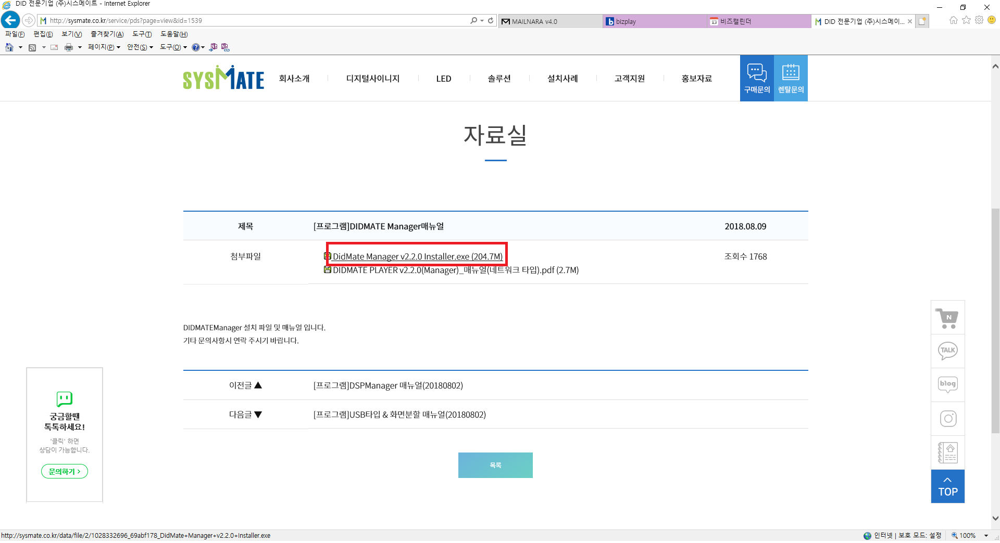 DID 전문기업 (주)시스메이트 - Internet Explorer
http://sysmate.co.kr/service/pds?page=view&id=1539
MAILNARA v4.0
bizplay
13 비즈캘린더
DID 전문기업 (주)시스메이...
파일(F) 편집(E) 보기(V) 즐겨찾기(A) 도구(T) 도움말(H)
페이지(P) 안전(S) 도구(O)
SYSMATE
회사소개 디지털사이니지 LED 솔루션 설치사례 고객지원 홍보자료
구매문의 렌탈문의
자료실
제목 [프로그램]DIDMATE Manager매뉴얼 2018.08.09
첨부파일 DidMate Manager v2.2.0 Installer.exe (204.7M) 조회수 1768
DIDMATE PLAYER v2.2.0(Manager)_매뉴얼(네트워크 타입).pdf (2.7M)
DIDMATEManager 설치 파일 및 매뉴얼 입니다.
기타 문의사항시 연락 주시기 바랍니다.
이전글 ▲ [프로그램]DSPManager 매뉴얼(20180802)
다음글 ▼ [프로그램]USB타입 & 화면분할 매뉴얼(20180802)
목록
궁금할땐
톡톡하세요!
'클릭' 하면
상담이 가능합니다.
문의하기 >
N
TALK
blog
TOP
http://sysmate.co.kr/data/file/2/1028332696_69abf178_DidMate+Manager+v2.2.0+Installer.exe
인터넷 | 보호 모드: 설정 100%